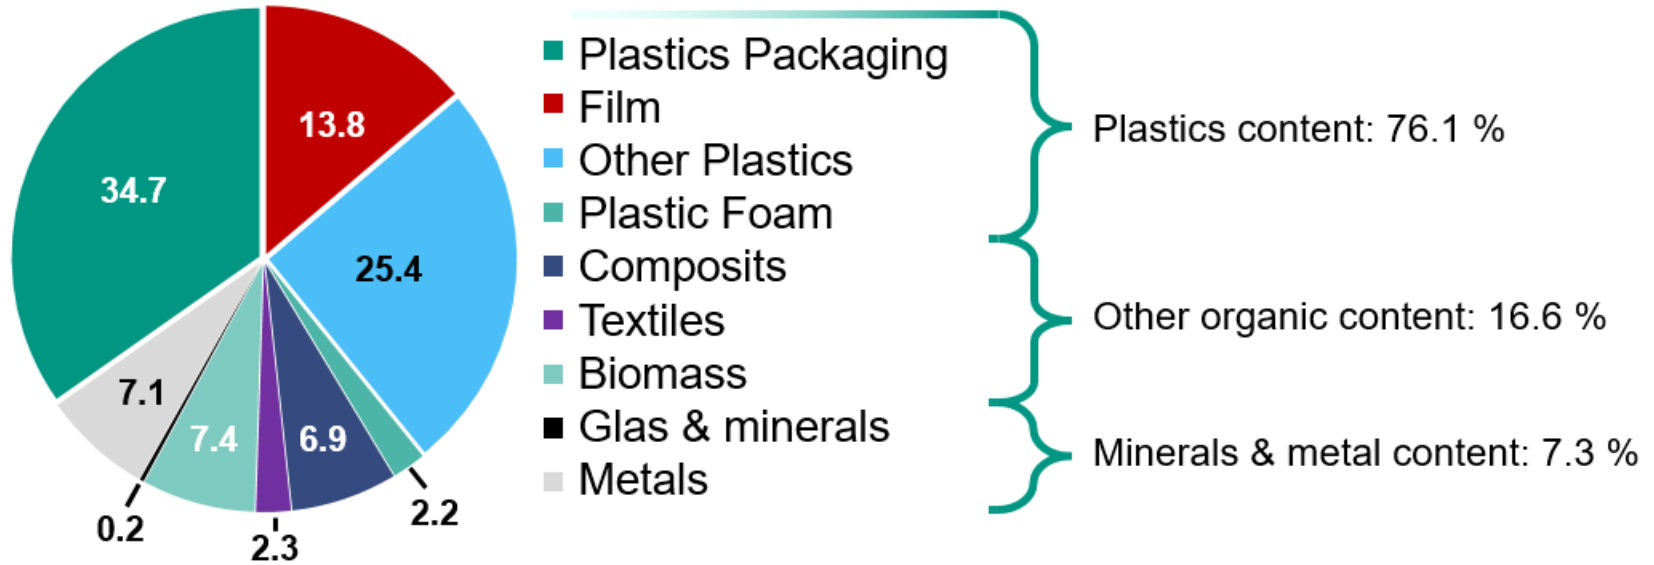 34.7
13.8
25.4
7.1
7.4
6.9
0.2
2.3
2.2
Plastics Packaging
Film
Other Plastics
Plastic Foam
Composits
Textiles
Biomass
Glas & minerals
Metals
Plastics content: 76.1 %
Other organic content: 16.6 %
Minerals & metal content: 7.3 %